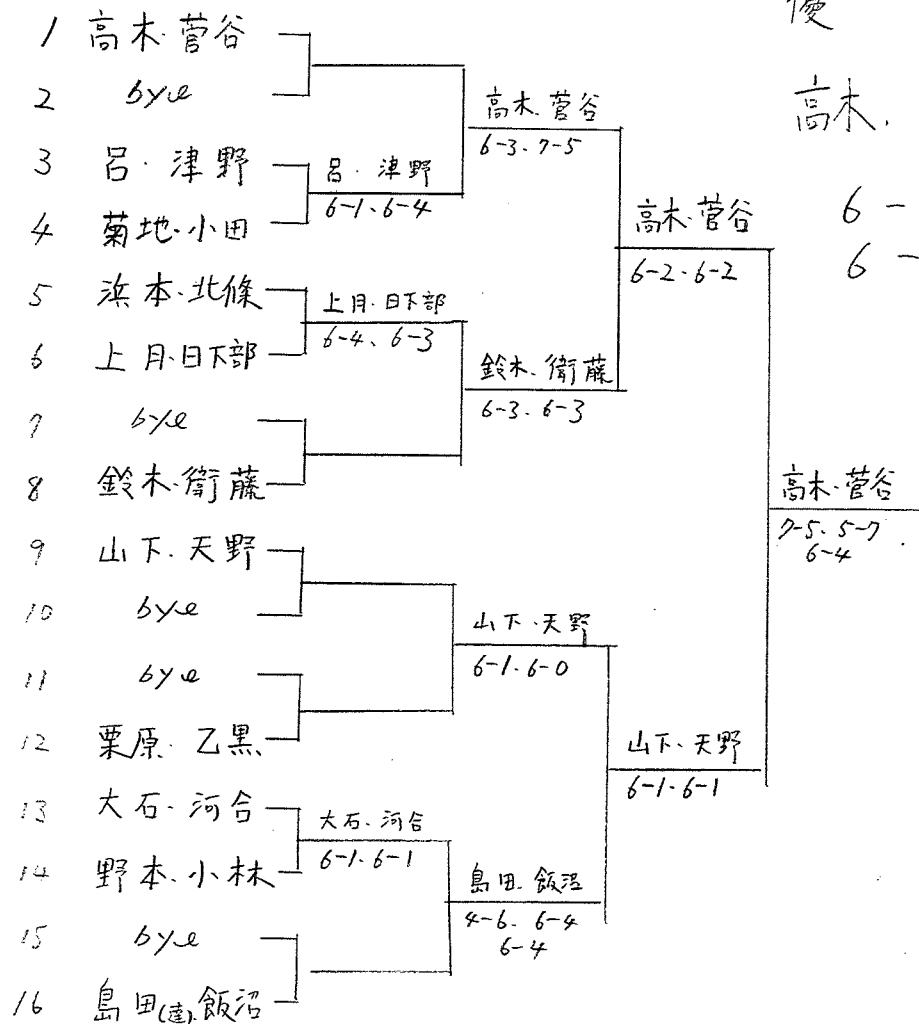 1 高木・菅谷
2 bye
3 呂・津野
4 菊地・小田
5 浜本・北條
6 上月・日下部
7 bye
8 鈴木・衛藤
9 山下・天野
10 bye
11 bye
12 栗原・乙黒
13 大石・河合
14 野本・小林
15 bye
16 島田(達)・飯沼
呂・津野
6-1、6-4
上月・日下部
6-4、6-3
大石・河合
6-1、6-1
高木・菅谷
6-3、7-5
鈴木・衛藤
6-3、6-3
山下・天野
6-1、6-0
島田・飯沼
4-6、6-4
6-4
高木・菅谷
6-2・6-2
山下・天野
6-1・6-1
高木・菅谷
7-5、5-7
6-4
優
高木・
6-
6-